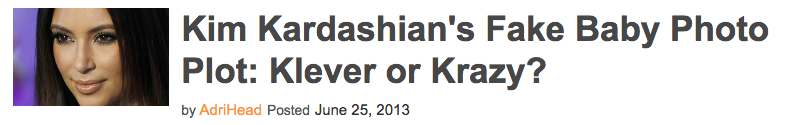 Kim Kardashian's Fake Baby Photo
Plot: Klever or Krazy?
by AdriHead Posted June 25, 2013